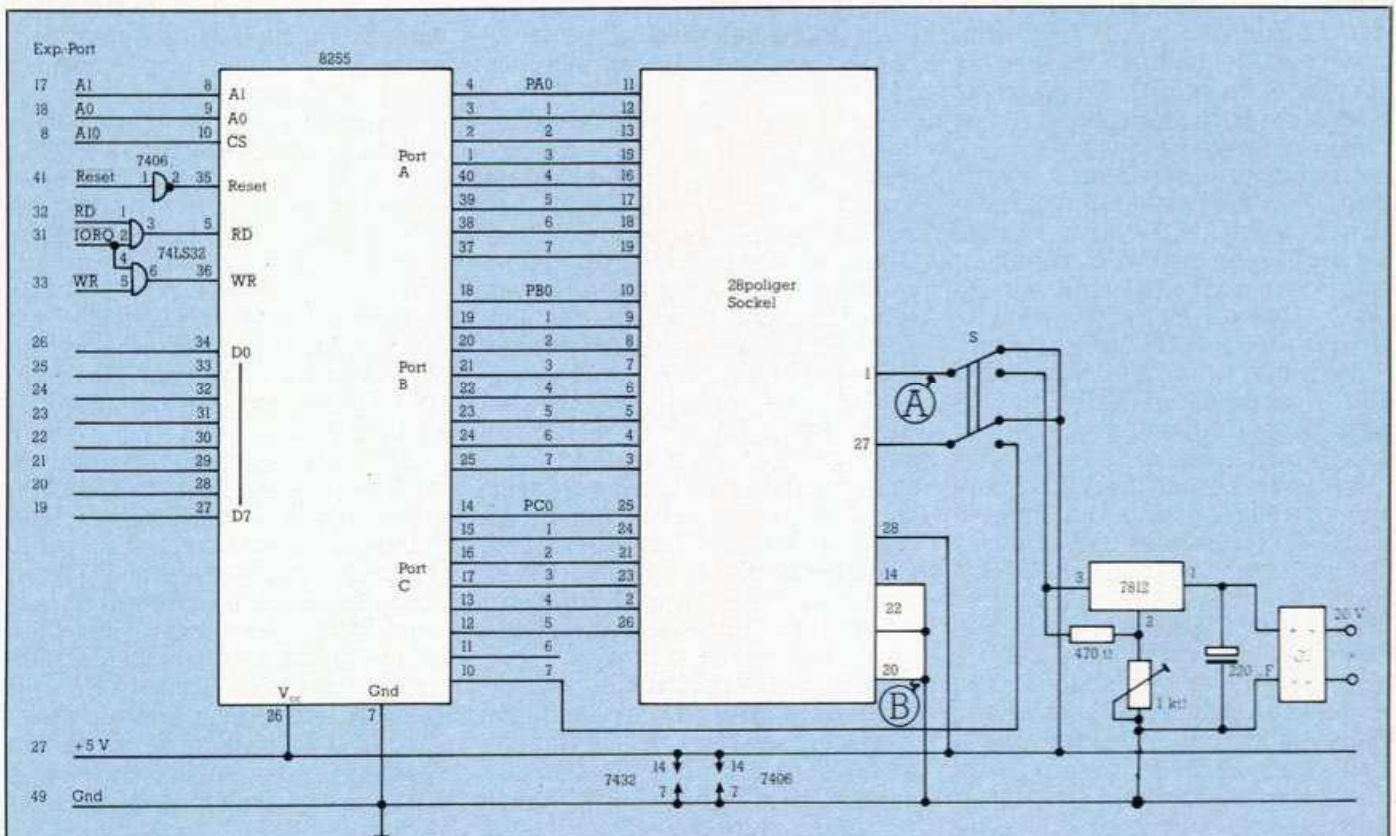 Exp.-Port
8255
17 A1 8 A1
18 A0 9 A0
8 A10 10 CS
7406
41 Reset 1 2 35 Reset
32 RD 1
3 5 RD
31 IORQ 2
74LS32
4
6 36 WR
33 WR 5
26 34 D0
25 33
24 32
23 31
22 30
21 29
20 28
19 27 D7
Port
A
4 PA0 11
3 1 12
2 2 13
1 3 15
40 4 16
39 5 17
38 6 18
37 7 19
Port
B
18 PB0 10
19 1 9
20 2 8
21 3 7
22 4 6
23 5 5
24 6 4
25 7 3
Port
C
14 PC0 25
15 1 24
16 2 21
17 3 23
13 4 2
12 5 26
11 6
10 7
28poliger
Sockel
S
1
A
27
28
14
22
20
B
3 7812 1
2
470 Ω
220 F
1 kΩ
V
Gnd
26
7
27 +5 V
14 14
7432 7406
7 7
49 Gnd